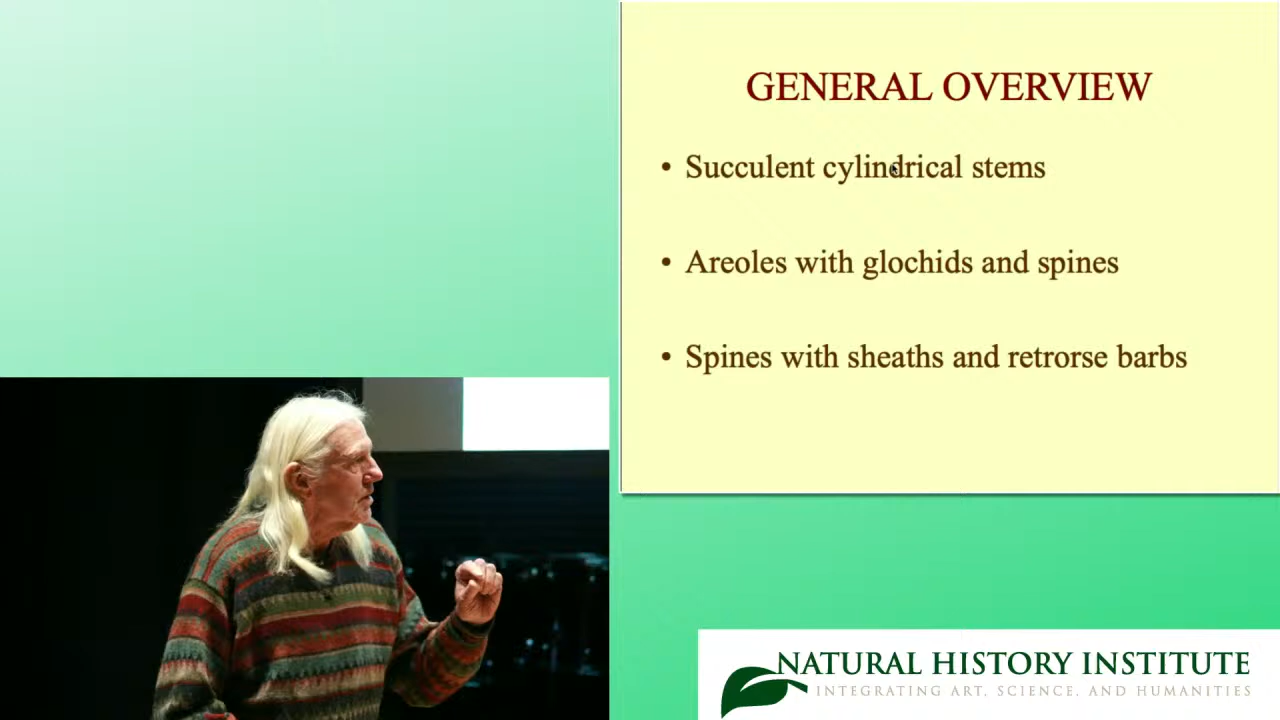 GENERAL OVERVIEW
• Succulent cylindrical stems
• Areoles with glochids and spines
• Spines with sheaths and retrorse barbs
NATURAL HISTORY INSTITUTE
INTEGRATING ART, SCIENCE, AND HUMANITIES